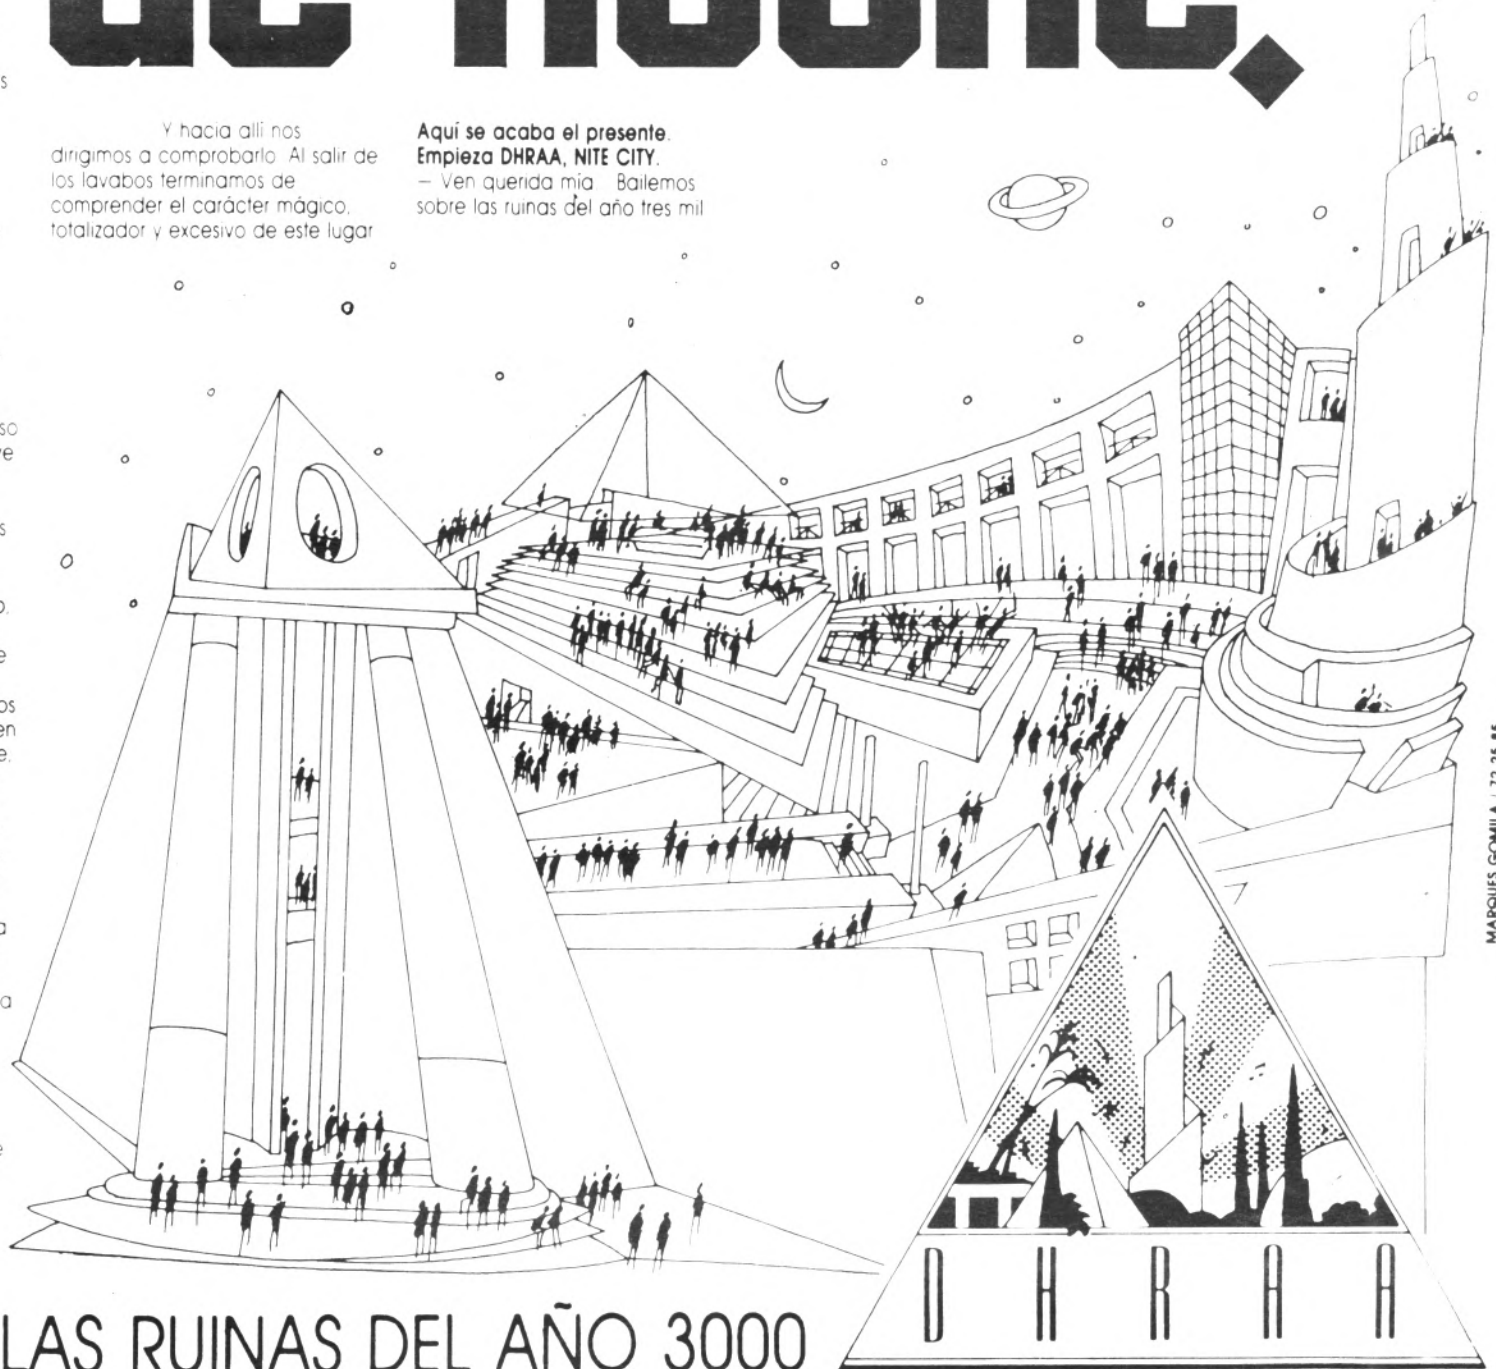 de noche.
Y hacia allí nos
dirigimos a comprobarlo. Al salir de
los lavabos terminamos de
comprender el carácter mágico,
totalizador y excesivo de este lugar
Aquí se acaba el presente.
Empieza DHRAA, NITE CITY.
– Ven querida mía. Bailemos
sobre las ruinas del año tres mil
MARQUES GOMILA
DHRAA
LAS RUINAS DEL AÑO 3000